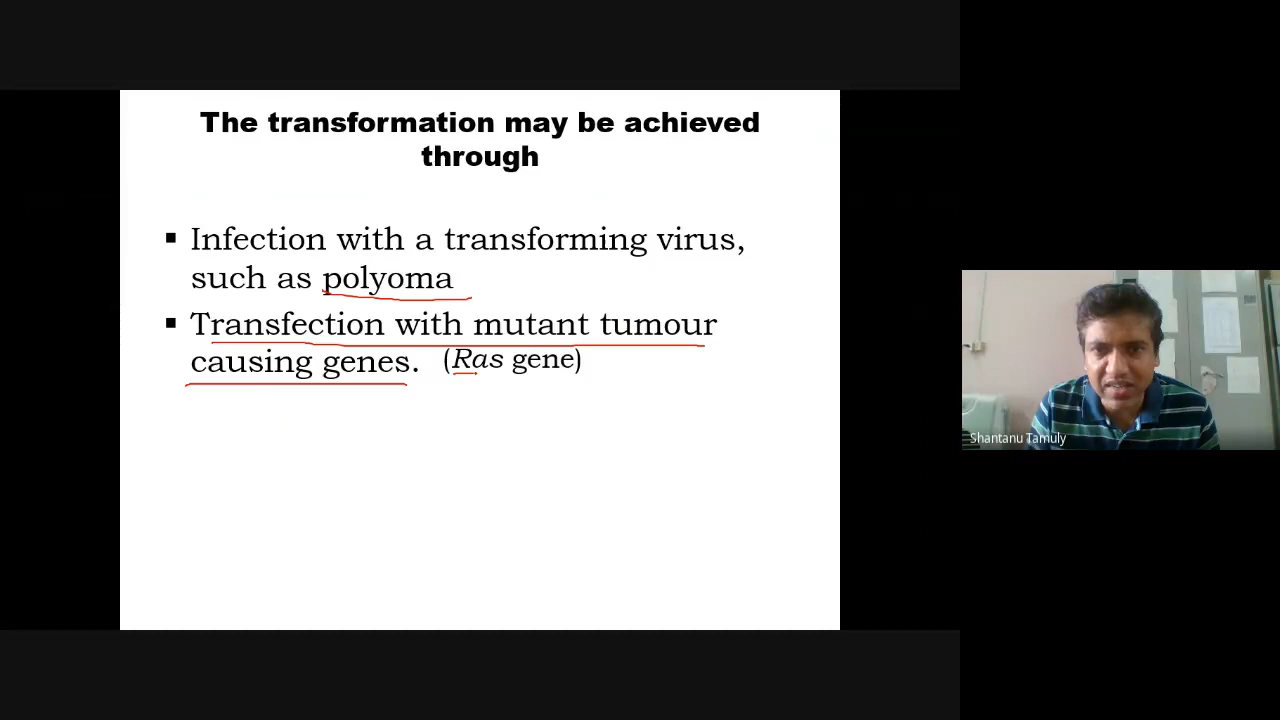 The transformation may be achieved
through
▪ Infection with a transforming virus,
such as polyoma
▪ Transfection with mutant tumour
causing genes. (Ras gene)
Shantanu Tamuly